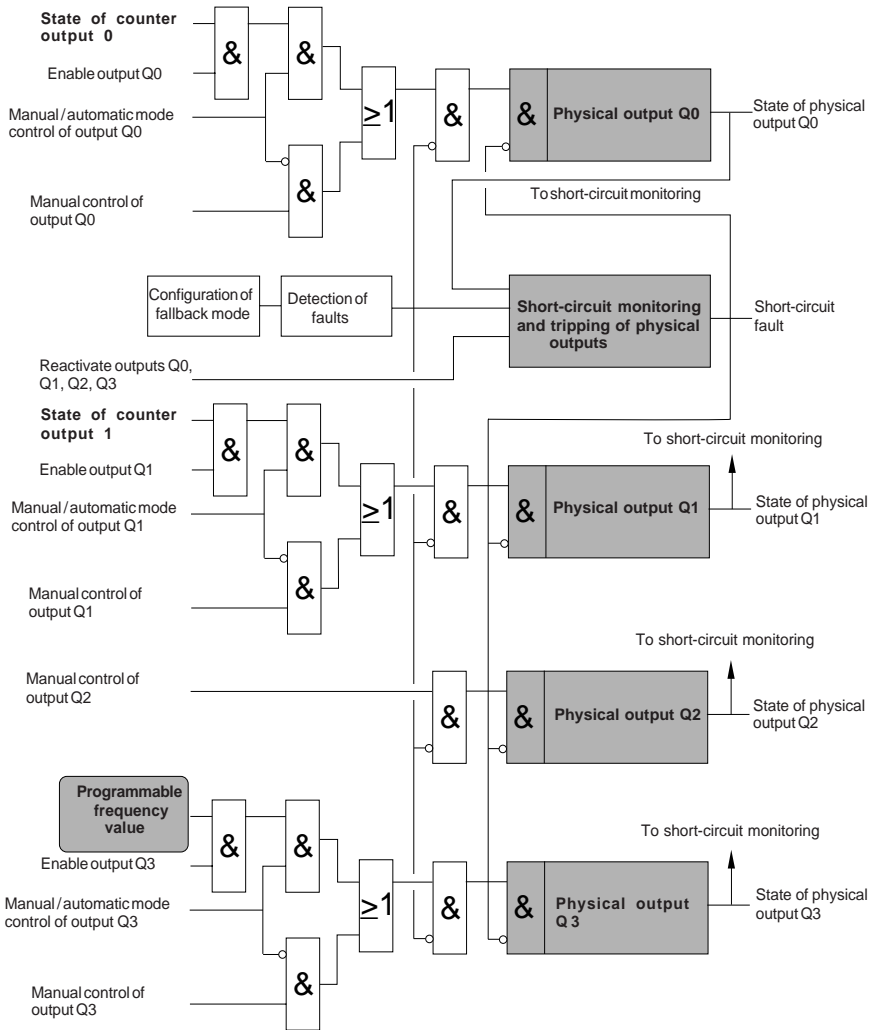 State of counter
output 0
&
&
Enable output Q0
Manual/automatic mode
control of output Q0
≥1
&
&
Physical output Q0
State of physical
output Q0
&
Manual control of
output Q0
To short-circuit monitoring
Configuration of
fallback mode
Detection of
faults
Short-circuit monitoring
and tripping of physical
outputs
Short-circuit
fault
Reactivate outputs Q0,
Q1, Q2, Q3
State of counter
output 1
&
&
To short-circuit monitoring
Enable output Q1
Manual/automatic mode
control of output Q1
≥1
&
&
Physical output Q1
State of physical
output Q1
&
Manual control of
output Q1
To short-circuit monitoring
Manual control of
output Q2
&
&
Physical output Q2
State of physical
output Q2
Programmable
frequency
value
&
&
To short-circuit monitoring
Enable output Q3
Manual/automatic mode
control of output Q3
≥1
&
&
Physical output
Q3
State of physical
output Q3
&
Manual control of
output Q3